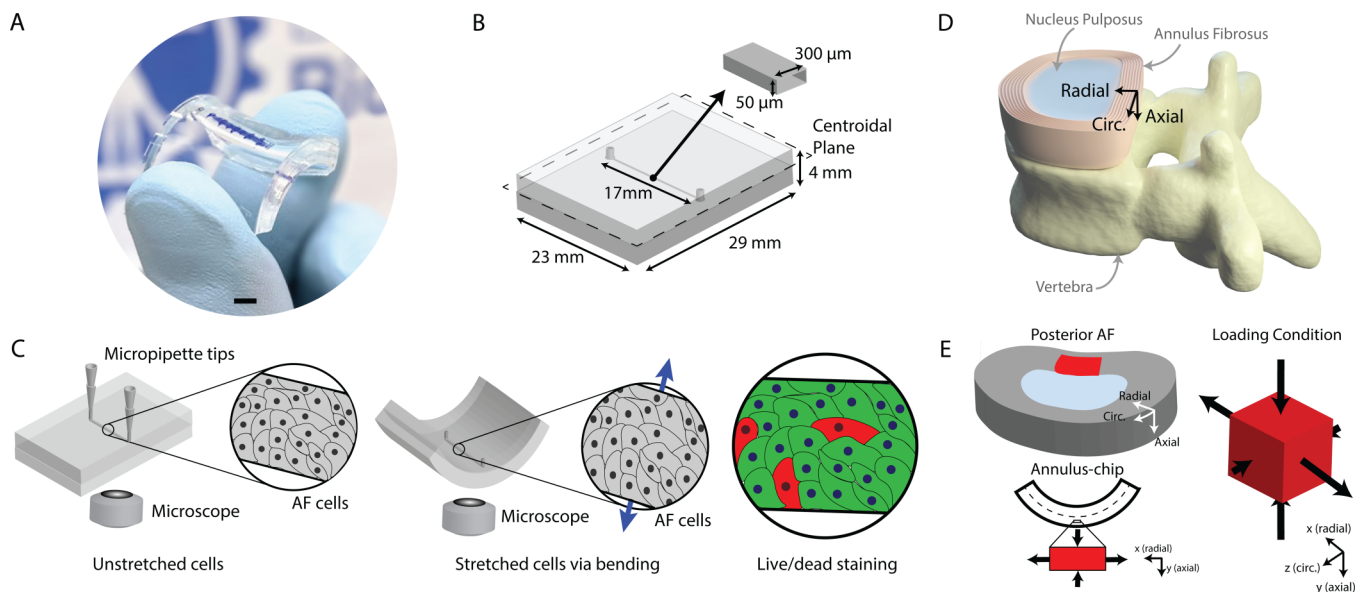 A
B
300 µm
50 µm
Centroidal
Plane
4 mm
17mm
23 mm
29 mm
D
Nucleus Pulposus
Annulus Fibrosus
Radial
Circ.
Axial
Vertebra
C
Micropipette tips
AF cells
Microscope
Unstretched cells
Microscope
AF cells
Stretched cells via bending
Live/dead staining
E
Posterior AF
Radial
Circ.
Axial
Annulus-chip
x (radial)
y (axial)
Loading Condition
x (radial)
z (circ.)
y (axial)